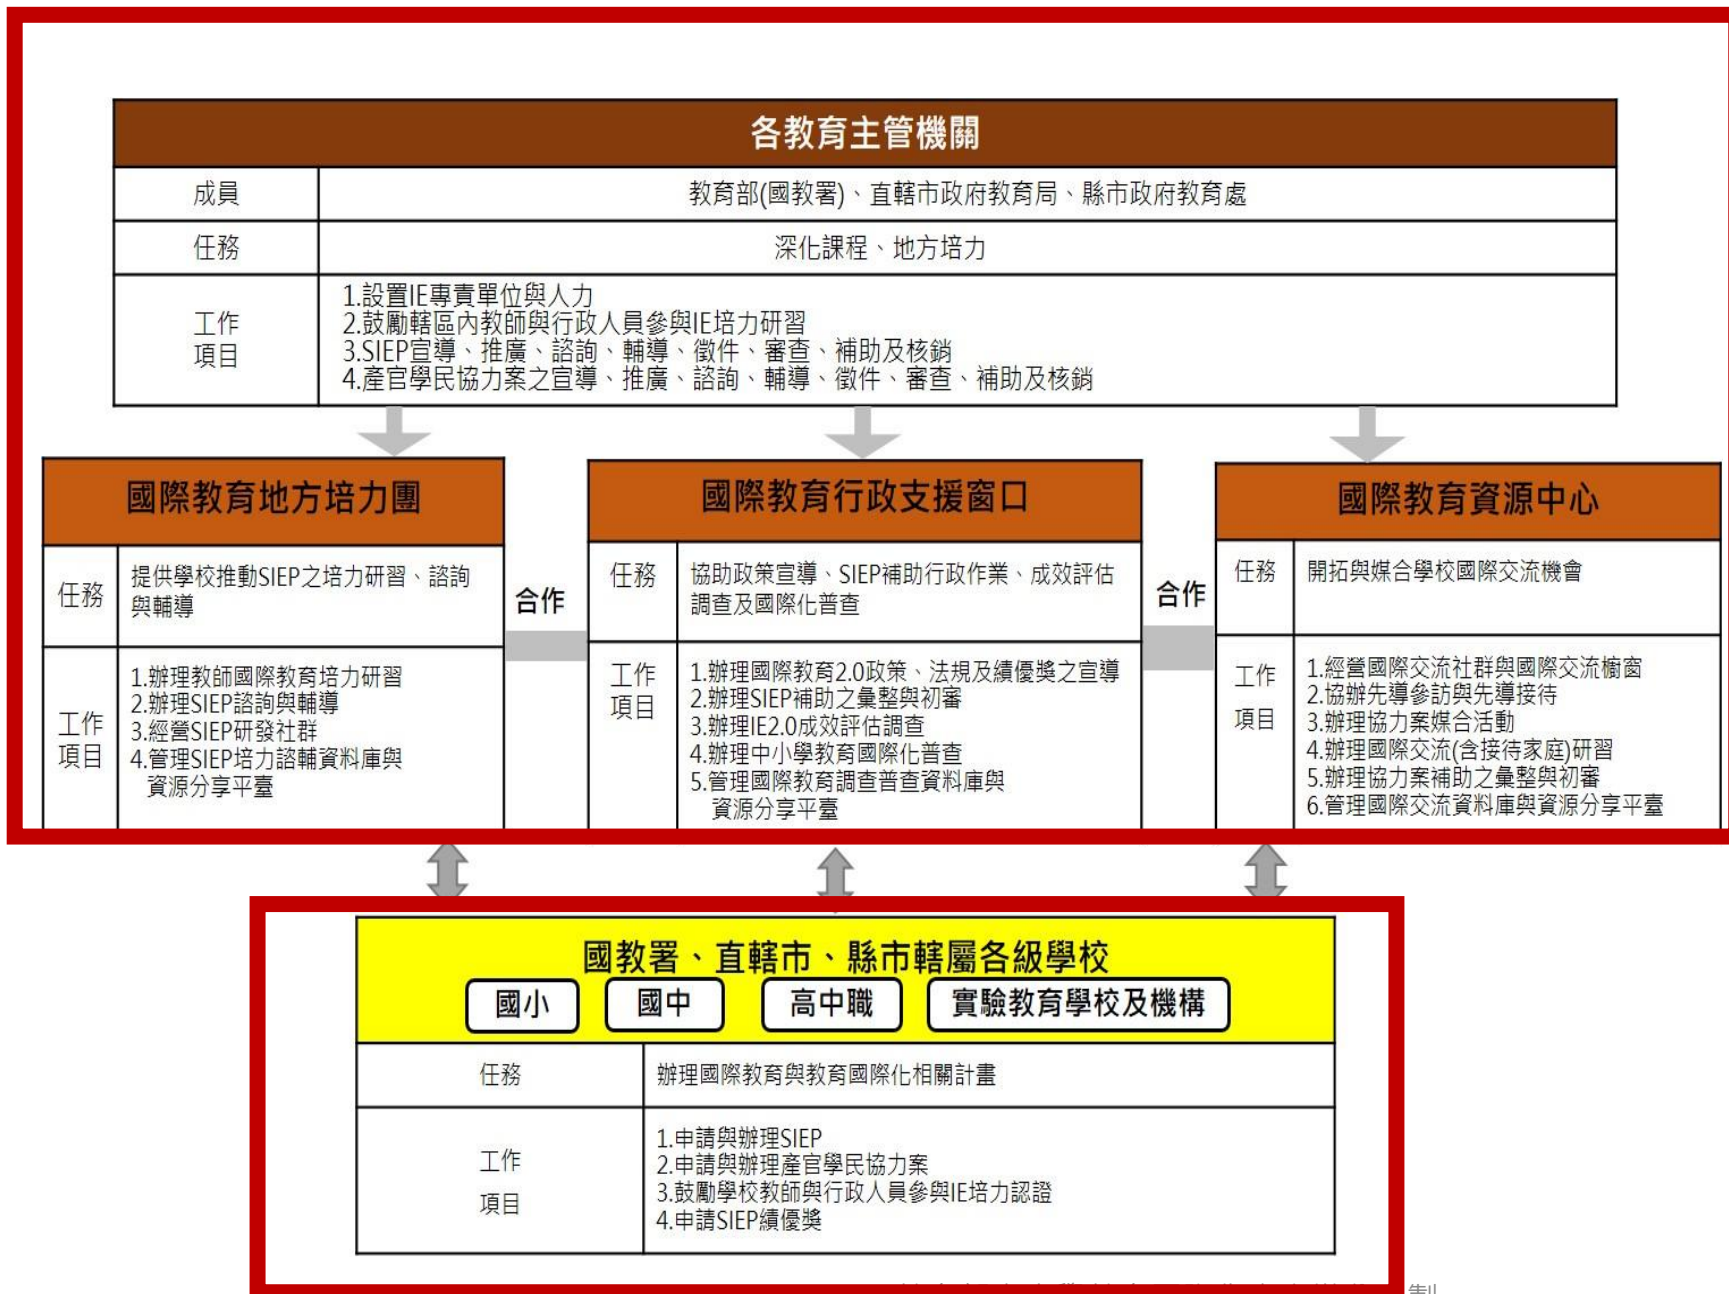 各教育主管機關
成員
教育部(國教署)、直轄市政府教育局、縣市政府教育處
任務
深化課程、地方培力
工作
項目
1.設置IE專責單位與人力
2.鼓勵轄區內教師與行政人員參與IE培力研習
3.SIEP宣導、推廣、諮詢、輔導、徵件、審查、補助及核銷
4.產官學民協力案之宣導、推廣、諮詢、輔導、徵件、審查、補助及核銷
國際教育地方培力團
任務
提供學校推動SIEP之培力研習、諮詢
與輔導
工作
項目
1.辦理教師國際教育培力研習
2.辦理SIEP諮詢與輔導
3.經營SIEP研發社群
4.管理SIEP培力諮輔資料庫與
資源分享平臺
合作
國際教育行政支援窗口
任務
協助政策宣導、SIEP補助行政作業、成效評估
調查及國際化普查
工作
項目
1.辦理國際教育2.0政策、法規及績優獎之宣導
2.辦理SIEP補助之彙整與初審
3.辦理IE2.0成效評估調查
4.辦理中小學教育國際化普查
5.管理國際教育調查普查資料庫與
資源分享平臺
合作
國際教育資源中心
任務
開拓與媒合學校國際交流機會
工作
項目
1.經營國際交流社群與國際交流櫥窗
2.協辦先導參訪與先導接待
3.辦理協力案媒合活動
4.辦理國際交流(含接待家庭)研習
5.辦理協力案補助之彙整與初審
6.管理國際交流資料庫與資源分享平臺
國教署、直轄市、縣市轄屬各級學校
國小
國中
高中職
實驗教育學校及機構
任務
辦理國際教育與教育國際化相關計畫
工作
項目
1.申請與辦理SIEP
2.申請與辦理產官學民協力案
3.鼓勵學校教師與行政人員參與IE培力認證
4.申請SIEP績優獎